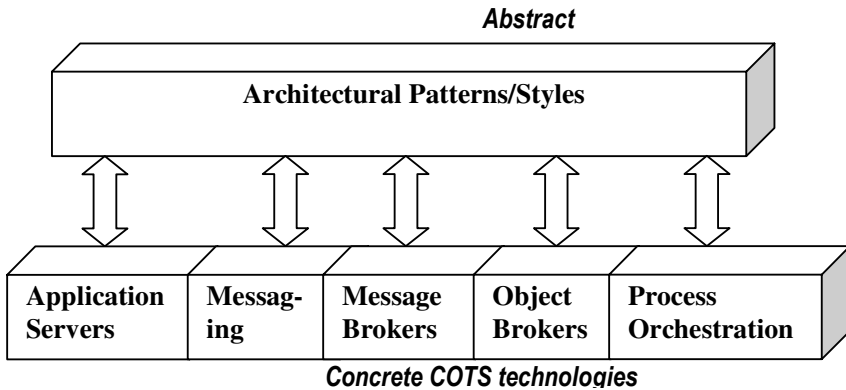 Abstract
Architectural Patterns/Styles
Application
Servers
Messag-
ing
Message
Brokers
Object
Brokers
Process
Orchestration
Concrete COTS technologies